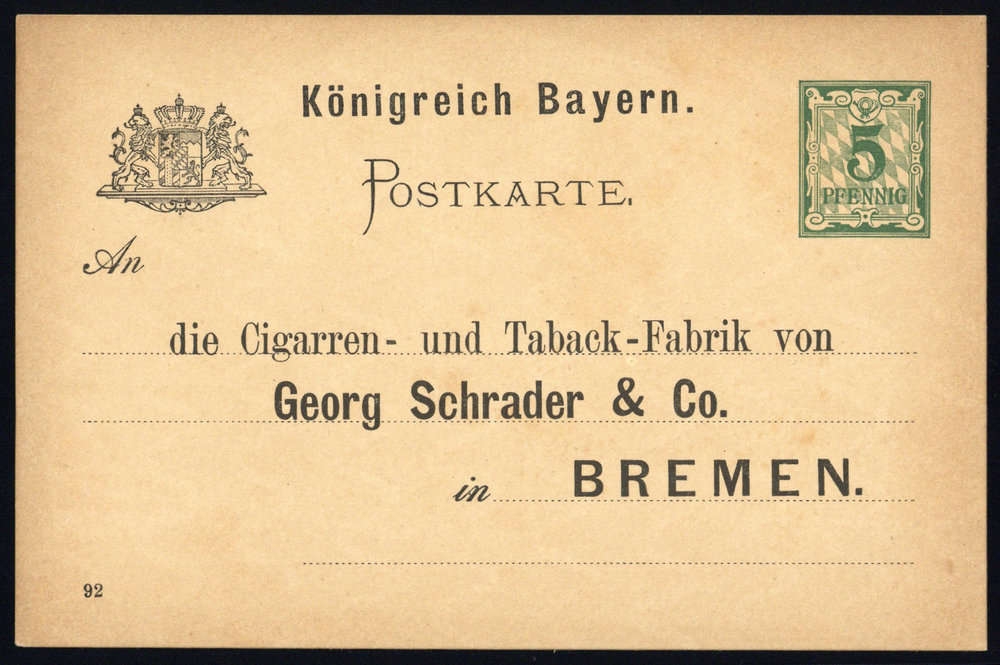 Königreich Bayern.
POSTKARTE.
5
PFENNIG
An
die Cigarren- und Taback-Fabrik von
Georg Schrader & Co.
in BREMEN.
92